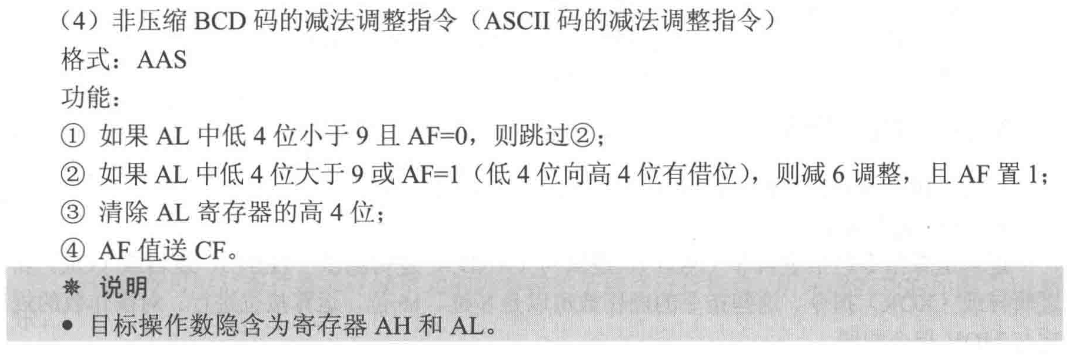 （4）非压缩 BCD 码的减法调整指令（ASCII 码的减法调整指令）
格式：AAS
功能：
① 如果 AL 中低 4 位小于 9 且 AF=0，则跳过②；
② 如果 AL 中低 4 位大于 9 或 AF=1（低 4 位向高 4 位有借位），则减 6 调整，且 AF 置 1；
③ 清除 AL 寄存器的高 4 位；
④ AF 值送 CF。
＊ 说明
● 目标操作数隐含为寄存器 AH 和 AL。